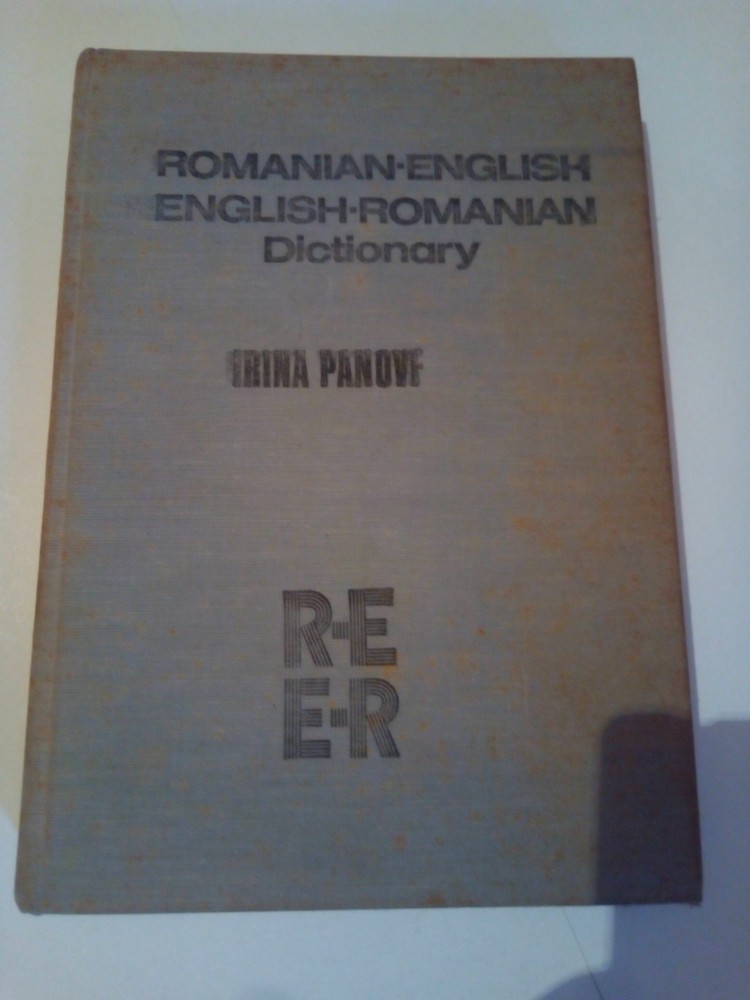 ROMANIAN-ENGLISH
ENGLISH-ROMANIAN
Dictionary
IRINA PANOVF
R-E
E-R